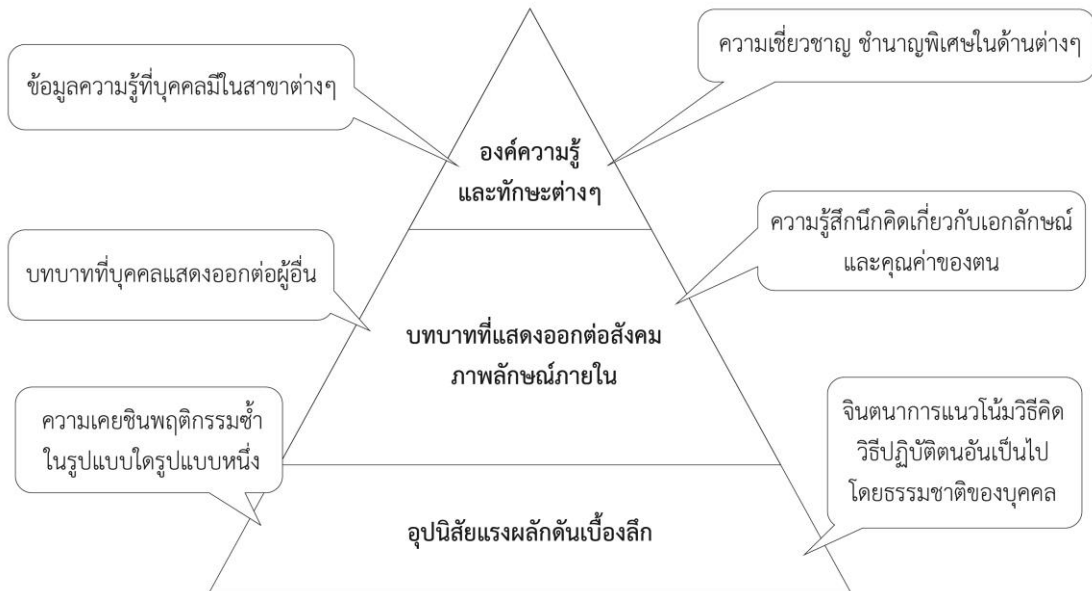 ข้อมูลความรู้ที่บุคคลมีในสาขาต่างๆ
ความเชี่ยวชาญ ชำนาญพิเศษในด้านต่างๆ
องค์ความรู้
และทักษะต่างๆ
บทบาทที่บุคคลแสดงออกต่อผู้อื่น
ความรู้สึกนึกคิดเกี่ยวกับเอกลักษณ์
และคุณค่าของตน
บทบาทที่แสดงออกต่อสังคม
ภาพลักษณ์ภายใน
ความเคยชินพฤติกรรมซ้ำ
ในรูปแบบใดรูปแบบหนึ่ง
จินตนาการแนวโน้มวิธีคิด
วิธีปฏิบัติตนอันเป็นไป
โดยธรรมชาติของบุคคล
อุปนิสัยแรงผลักดันเบื้องลึก